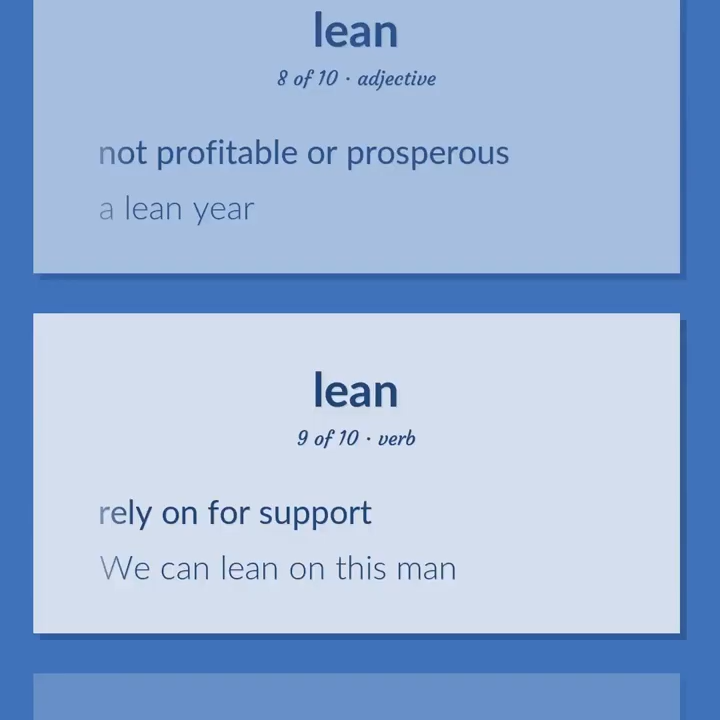 lean
8 of 10 · adjective
not profitable or prosperous
a lean year
lean
9 of 10 · verb
rely on for support
We can lean on this man